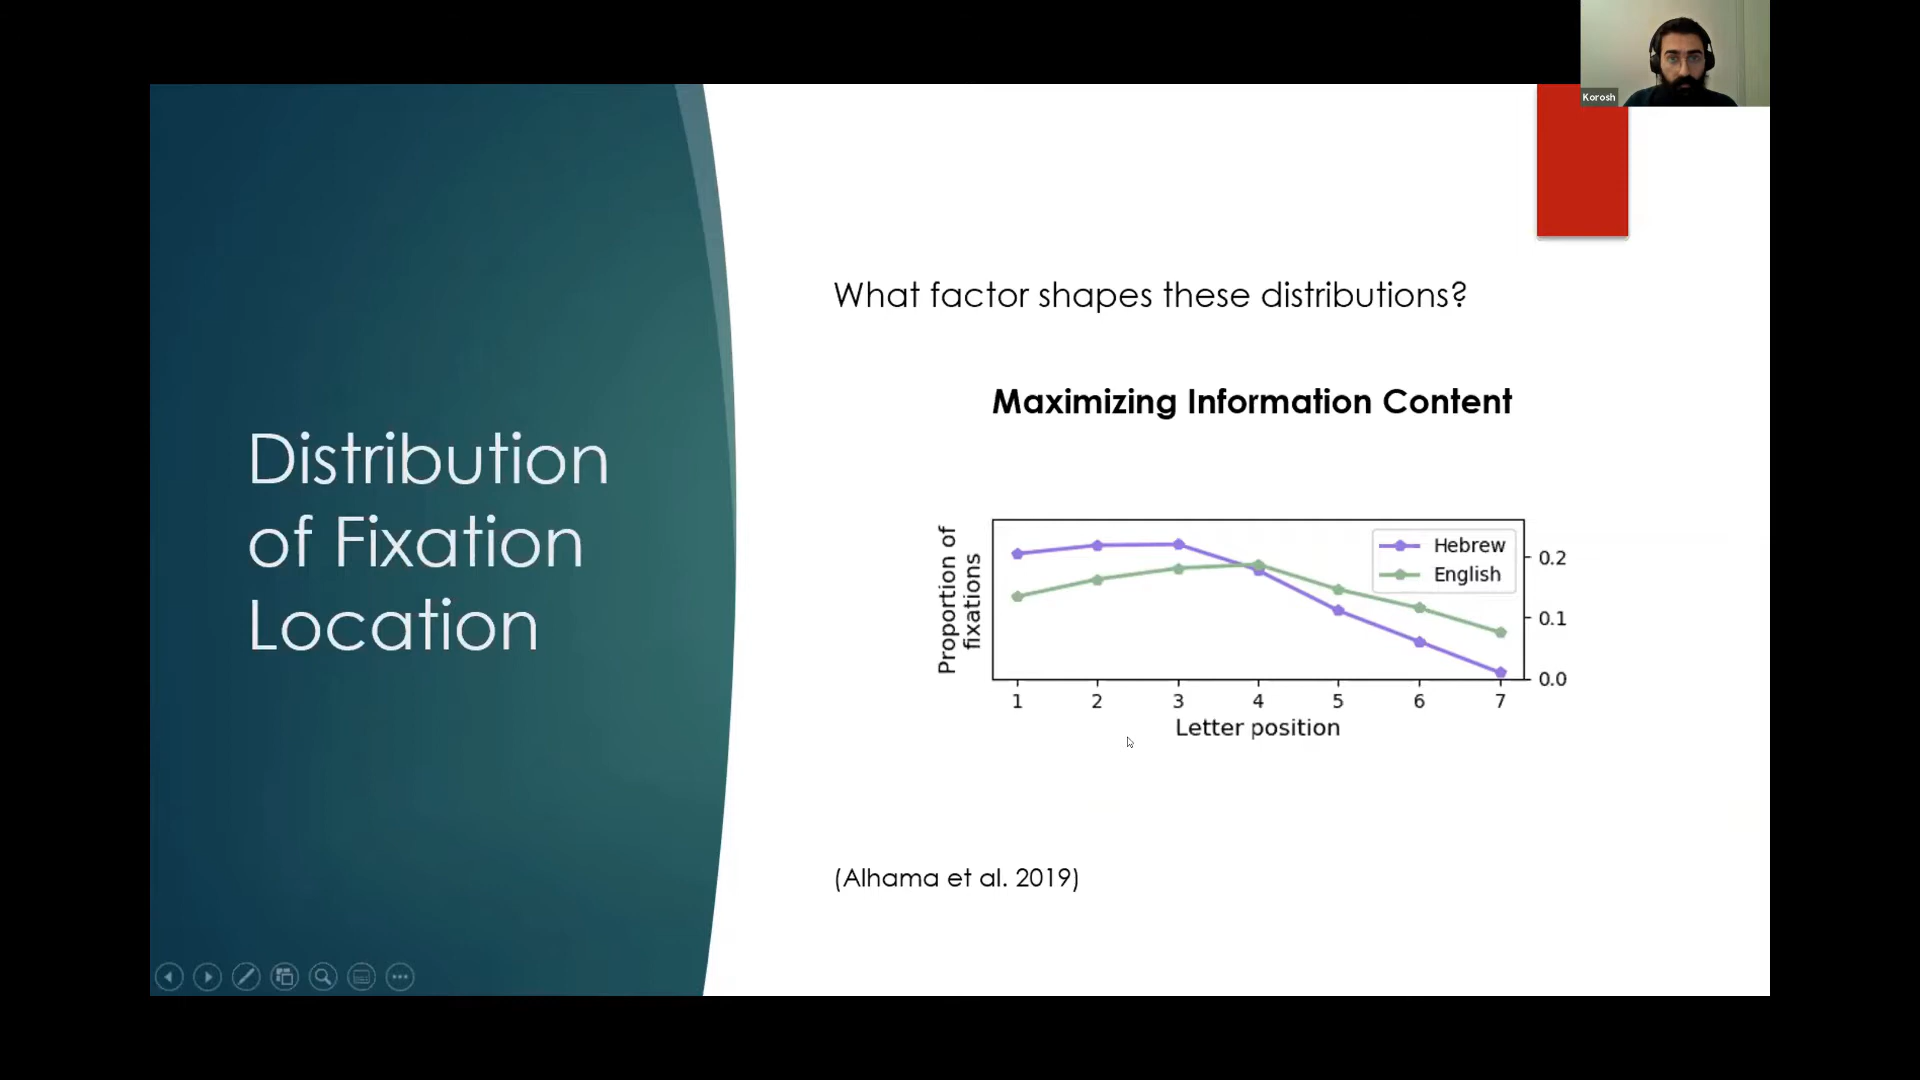 Korosh
Distribution
of Fixation
Location
What factor shapes these distributions?
Maximizing Information Content
Proportion of
fixations
Hebrew
English
0.2
0.1
0.0
1 2 3 4 5 6 7
Letter position
(Alhama et al. 2019)